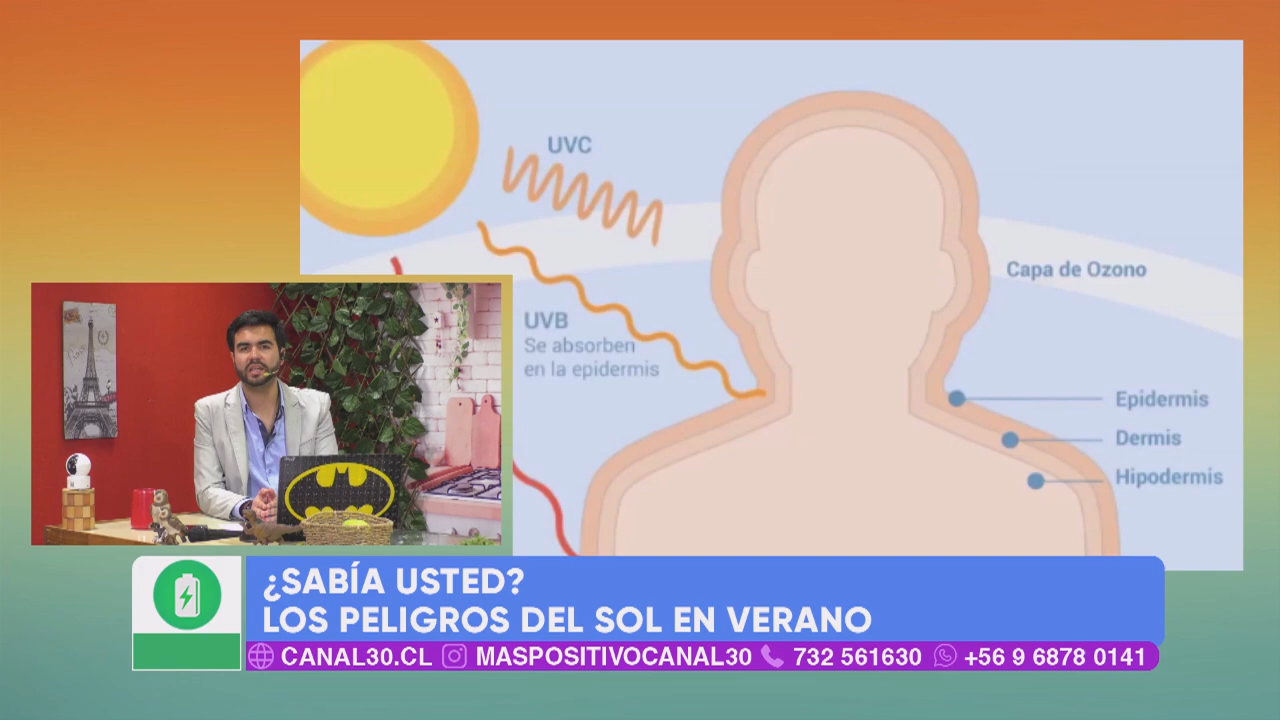 UVC
Capa de Ozono
UVB
Se absorben
en la epidermis
Epidermis
Dermis
Hipodermis
¿SABÍA USTED?
LOS PELIGROS DEL SOL EN VERANO
CANAL30.CL MASPOSITIVOCANAL30 732 561630 +56 9 6878 0141